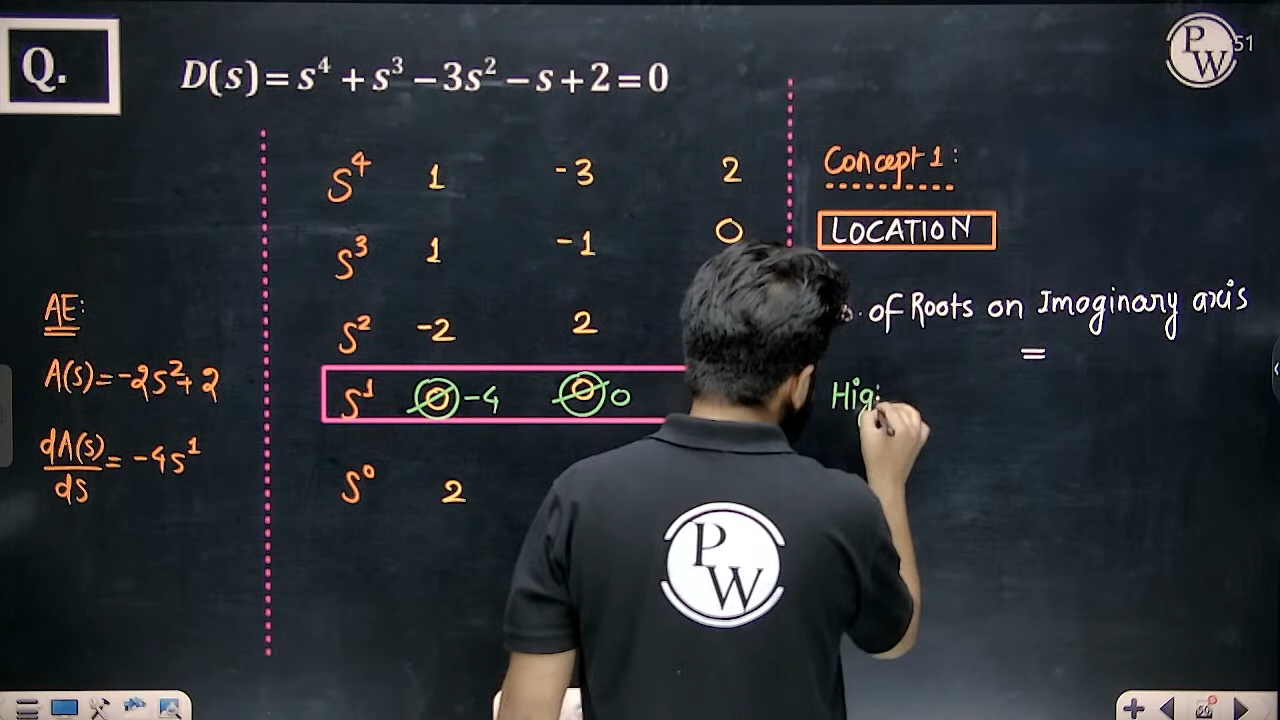 Q.
D(s) = s⁴ + s³ − 3s² − s + 2 = 0
PW
51
S⁴ 1 -3 2
S³ 1 -1 0
S² -2 2
S¹ 0 -4 0 0
S⁰ 2
AE:
A(s) = -2s² + 2
dA(s)/ds = -4s¹
Concept 1:
LOCATION
of Roots on Imaginary axis
=
PW